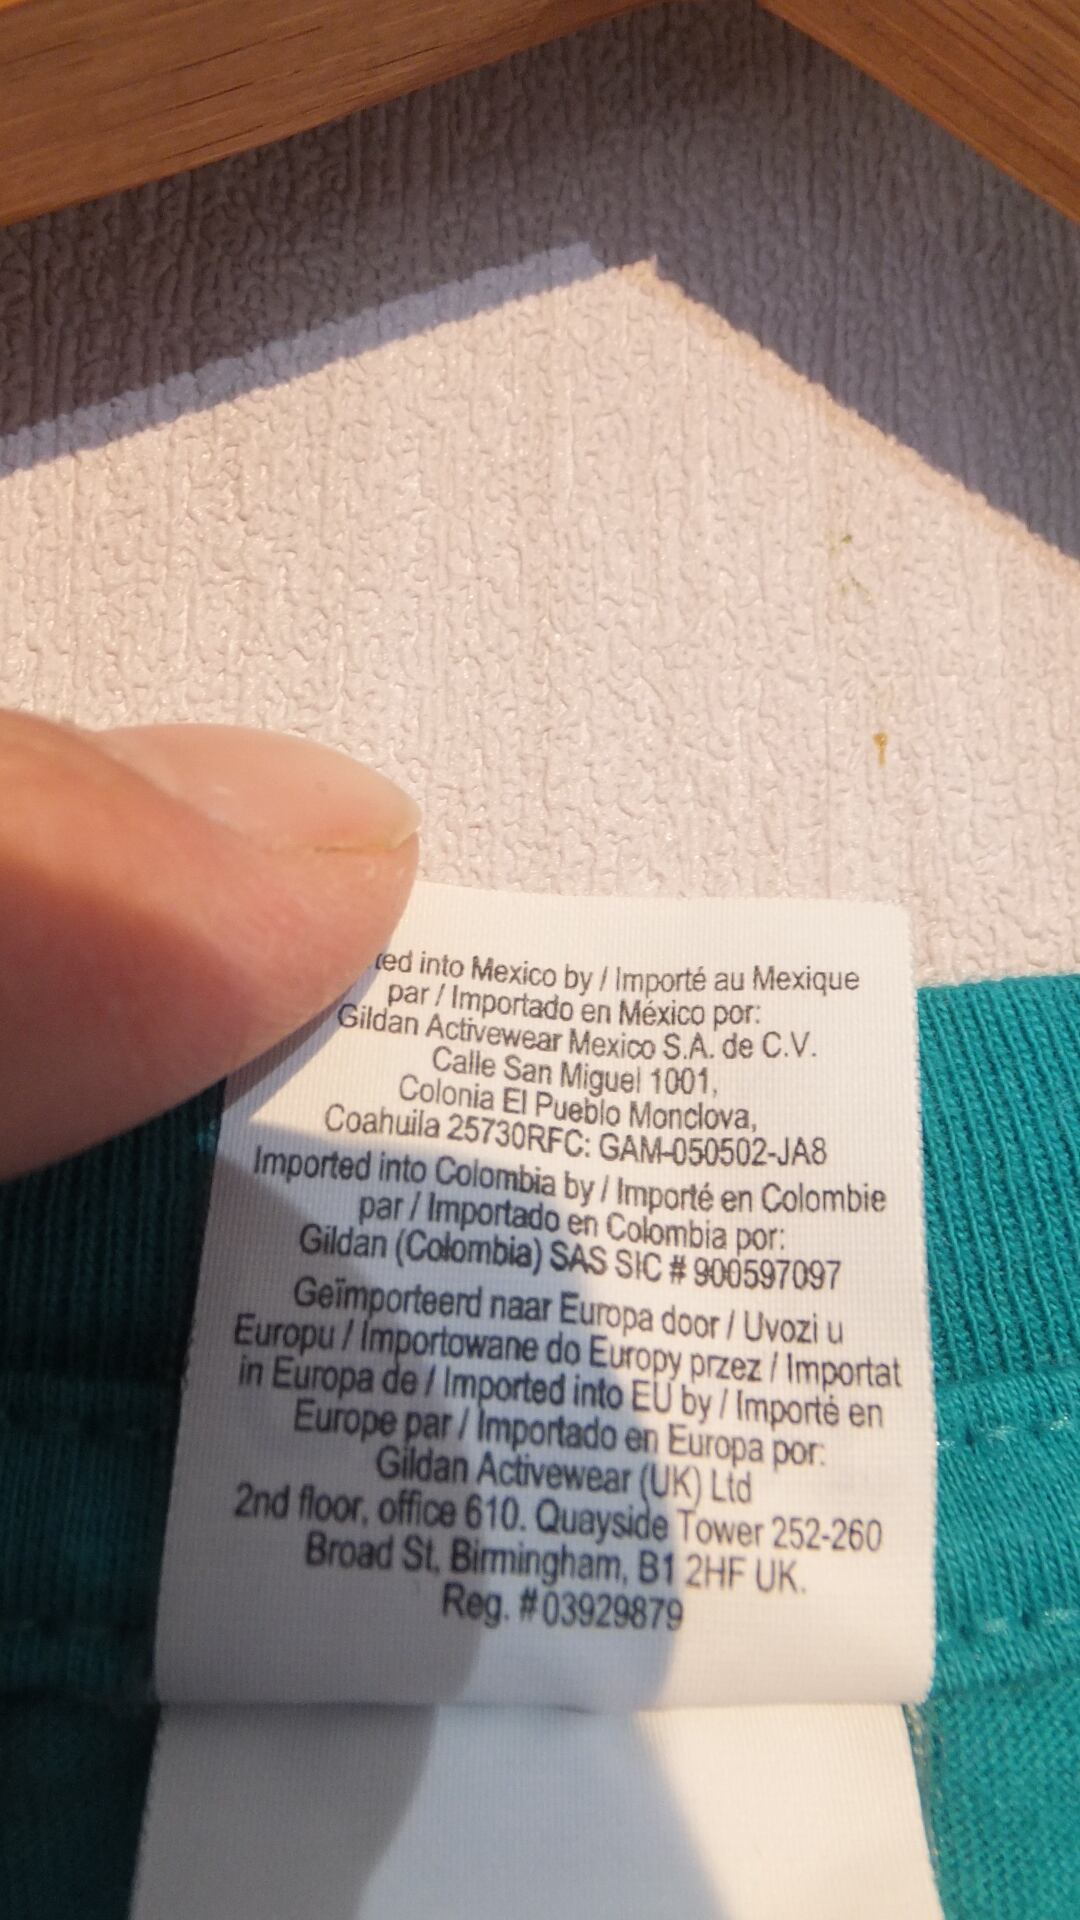 ted into Mexico by / Importé au Mexique
par / Importado en México por:
Gildan Activewear Mexico S.A. de C.V.
Calle San Miguel 1001,
Colonia El Pueblo Monclova,
Coahuila 25730RFC: GAM-050502-JA8
Imported into Colombia by / Importé en Colombie
par / Importado en Colombia por:
Gildan (Colombia) SAS SIC # 900597097
Geïmporteerd naar Europa door / Uvozi u
Europu / Importowane do Europy przez / Importat
in Europa de / Imported into EU by / Importé en
Europe par / Importado en Europa por:
Gildan Activewear (UK) Ltd
2nd floor, office 610. Quayside Tower 252-260
Broad St, Birmingham, B1 2HF UK.
Reg. # 03929879